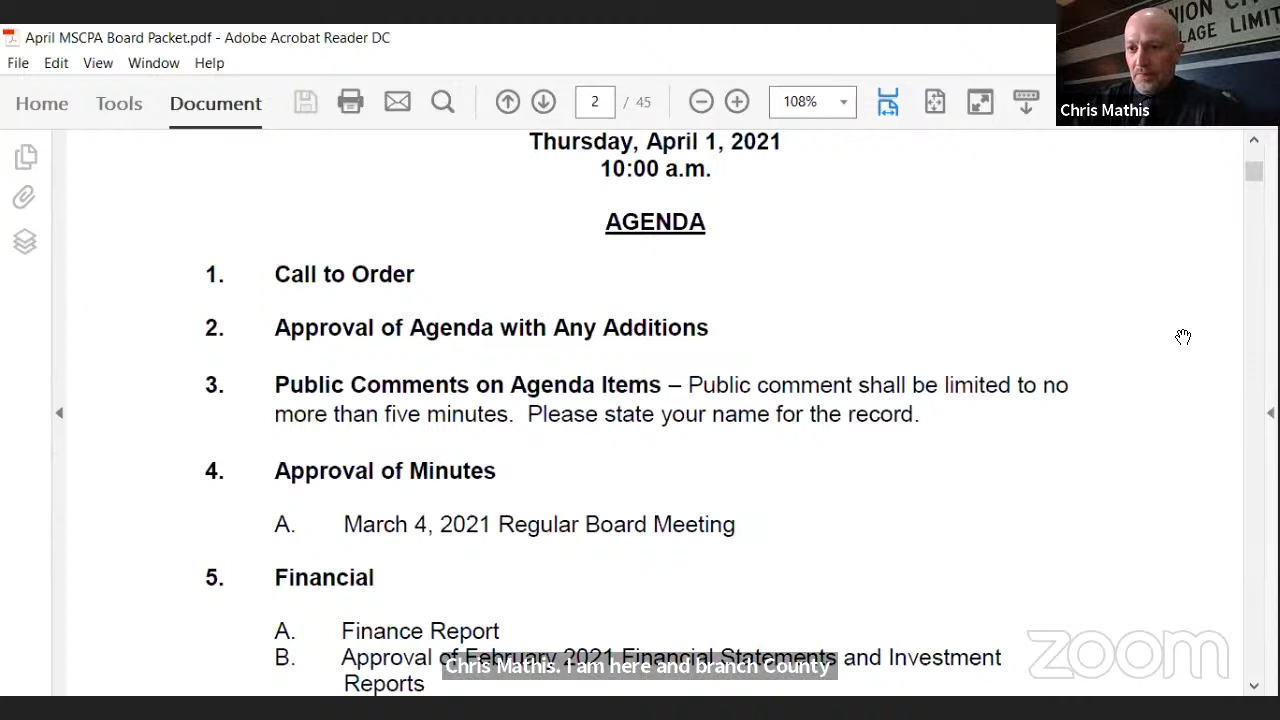 April MSCPA Board Packet.pdf - Adobe Acrobat Reader DC
File Edit View Window Help
Home Tools Document 2 / 45 108%
NION CI
LAGE LIMIT
Chris Mathis
Thursday, April 1, 2021
10:00 a.m.
AGENDA
1. Call to Order
2. Approval of Agenda with Any Additions
3. Public Comments on Agenda Items – Public comment shall be limited to no
more than five minutes. Please state your name for the record.
4. Approval of Minutes
A. March 4, 2021 Regular Board Meeting
5. Financial
A. Finance Report
B. Approval of February 2021 Financial Statements and Investment
Reports
Chris Mathis. I am here and branch County
zoom